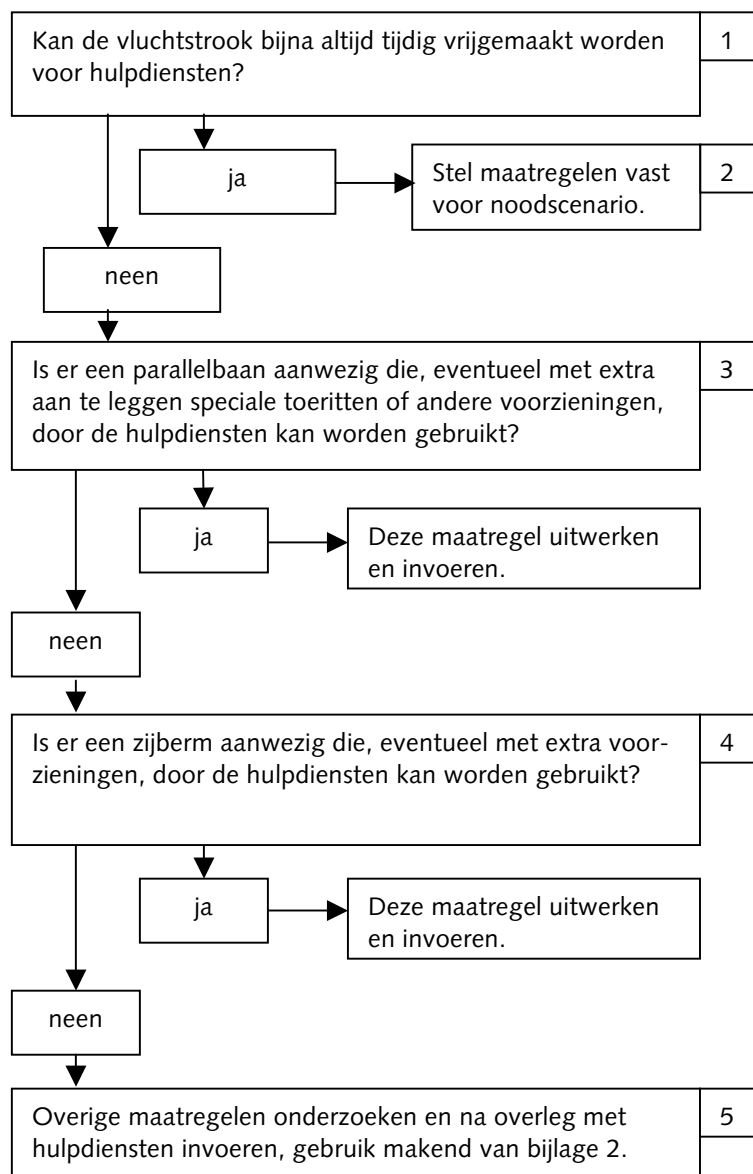 Kan de vluchtstrook bijna altijd tijdig vrijgemaakt worden
voor hulpdiensten?
1
ja
Stel maatregelen vast
voor noodscenario.
2
neen
Is er een parallelbaan aanwezig die, eventueel met extra
aan te leggen speciale toeritten of andere voorzieningen,
door de hulpdiensten kan worden gebruikt?
3
ja
Deze maatregel uitwerken
en invoeren.
neen
Is er een zijberm aanwezig die, eventueel met extra voor-
zieningen, door de hulpdiensten kan worden gebruikt?
4
ja
Deze maatregel uitwerken
en invoeren.
neen
Overige maatregelen onderzoeken en na overleg met
hulpdiensten invoeren, gebruik makend van bijlage 2.
5